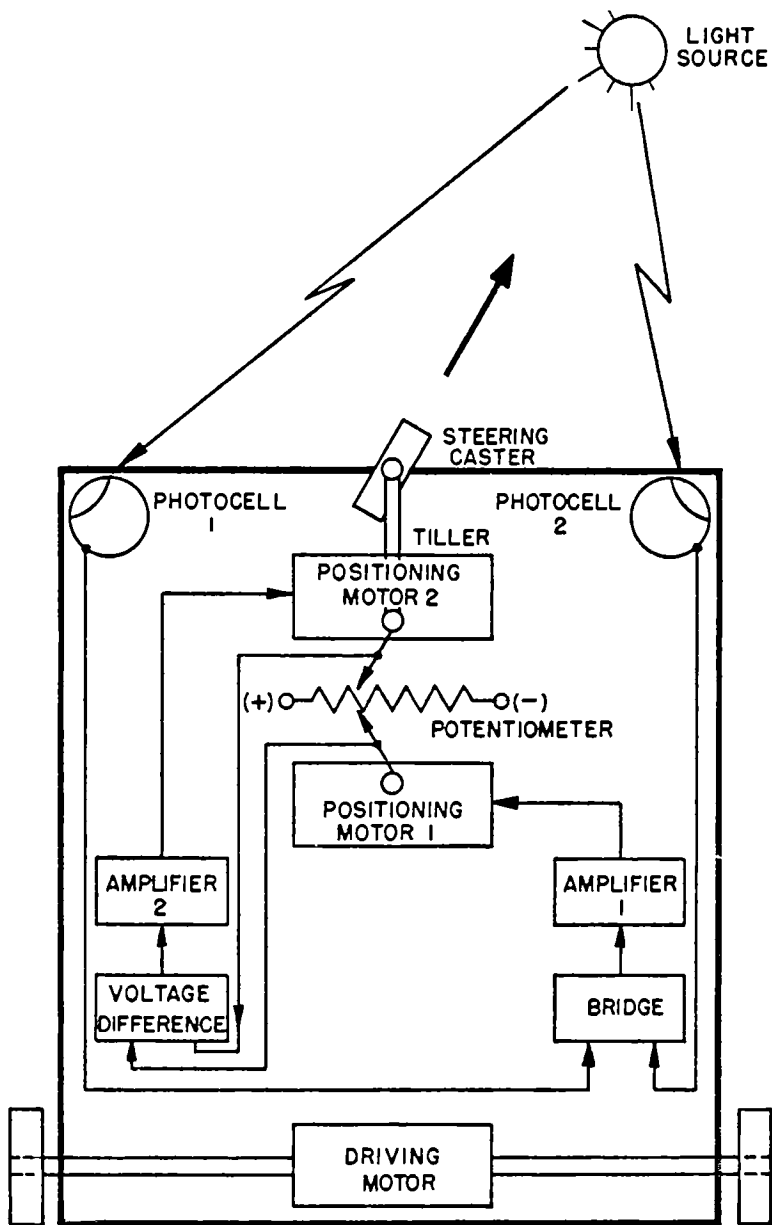 LIGHT
SOURCE
STEERING
CASTER
PHOTOCELL
1
PHOTOCELL
2
TILLER
POSITIONING
MOTOR 2
(+)
(-)
POTENTIOMETER
POSITIONING
MOTOR 1
AMPLIFIER
2
AMPLIFIER
1
VOLTAGE
DIFFERENCE
BRIDGE
DRIVING
MOTOR